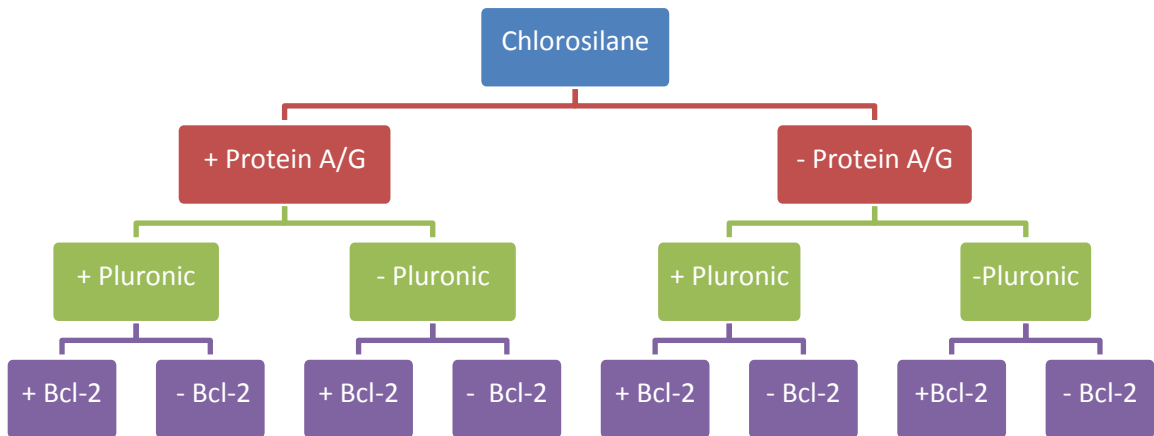 Chlorosilane
+ Protein A/G
- Protein A/G
+ Pluronic
- Pluronic
+ Pluronic
-Pluronic
+ Bcl-2
- Bcl-2
+ Bcl-2
-  Bcl-2
+ Bcl-2
- Bcl-2
+Bcl-2
- Bcl-2